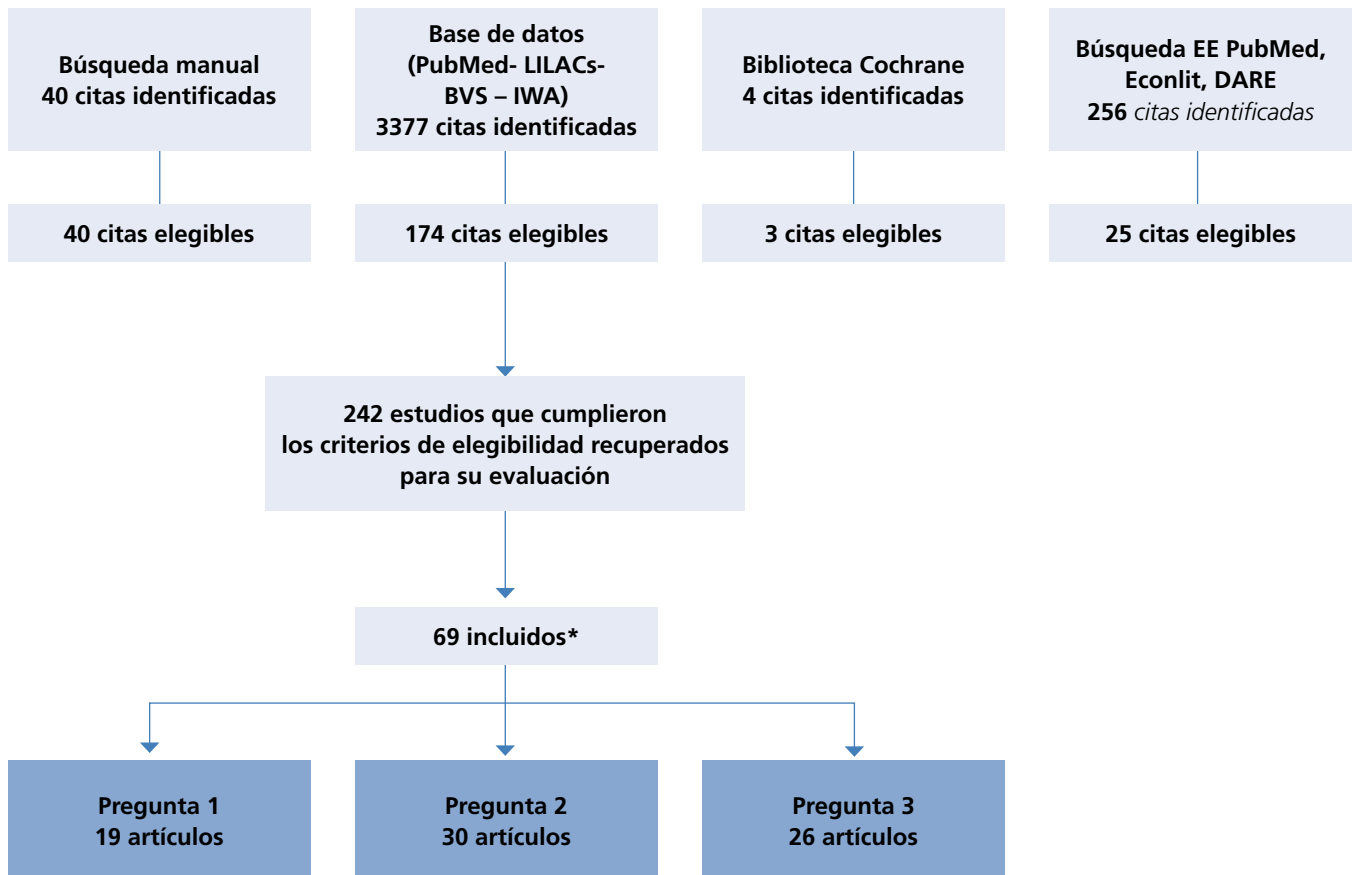 Búsqueda manual
40 citas identificadas
Base de datos
(PubMed- LILACs-
BVS – IWA)
3377 citas identificadas
Biblioteca Cochrane
4 citas identificadas
Búsqueda EE PubMed,
Econlit, DARE
256 citas identificadas
40 citas elegibles
174 citas elegibles
3 citas elegibles
25 citas elegibles
242 estudios que cumplieron
los criterios de elegibilidad recuperados
para su evaluación
69 incluidos*
Pregunta 1
19 artículos
Pregunta 2
30 artículos
Pregunta 3
26 artículos